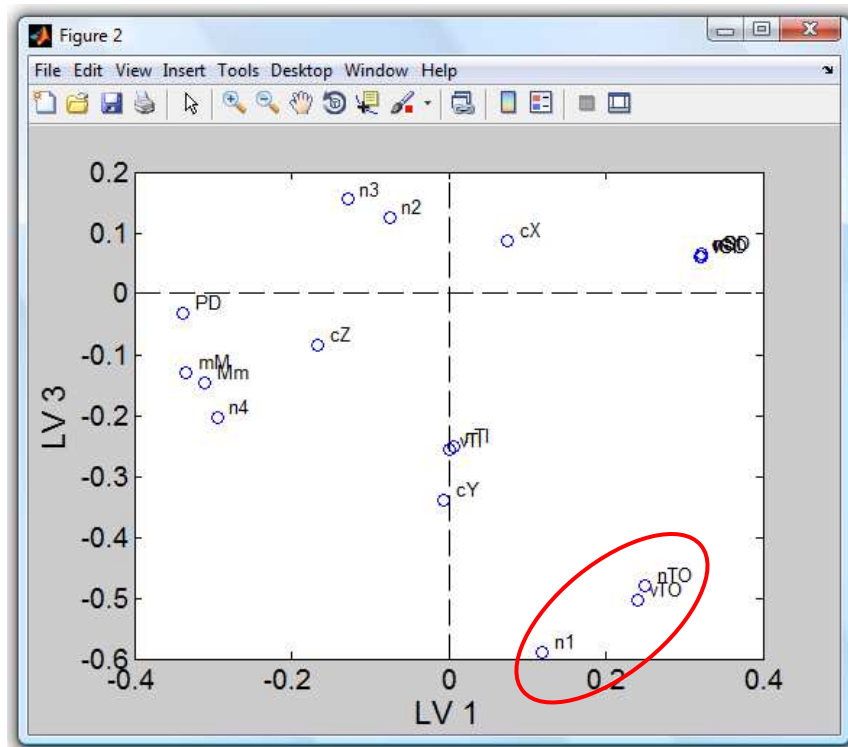 Figure 2
File Edit View Insert Tools Desktop Window Help
0.2
n3
n2
cX
0.1
0
PD
cZ
-0.1
mM
Mm
-0.2
n4
LV 3
-0.3
cY
-0.4
nTO
-0.5
vTO
n1
-0.6
-0.4
-0.2
0
0.2
0.4
LV 1